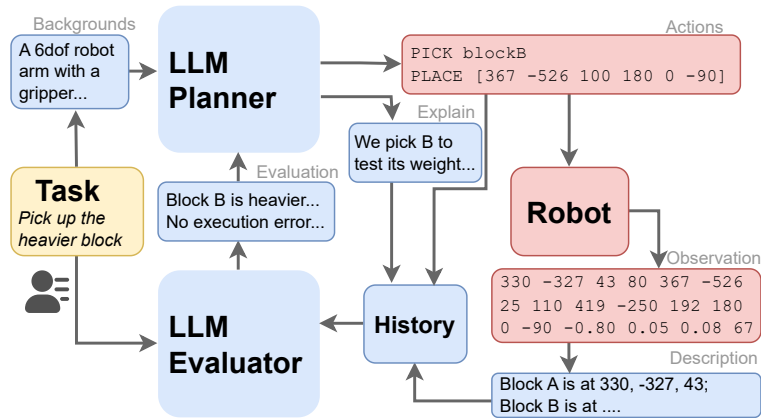 Backgrounds
A 6dof robot
arm with a
gripper...
LLM
Planner
Actions
PICK blockB
PLACE [367 -526 100 180 0 -90]
Explain
We pick B to
test its weight...
Task
Pick up the
heavier block
Evaluation
Block B is heavier...
No execution error...
Robot
Observation
330 -327 43 80 367 -526
25 110 419 -250 192 180
0 -90 -0.80 0.05 0.08 67
LLM
Evaluator
History
Description
Block A is at 330, -327, 43;
Block B is at ....